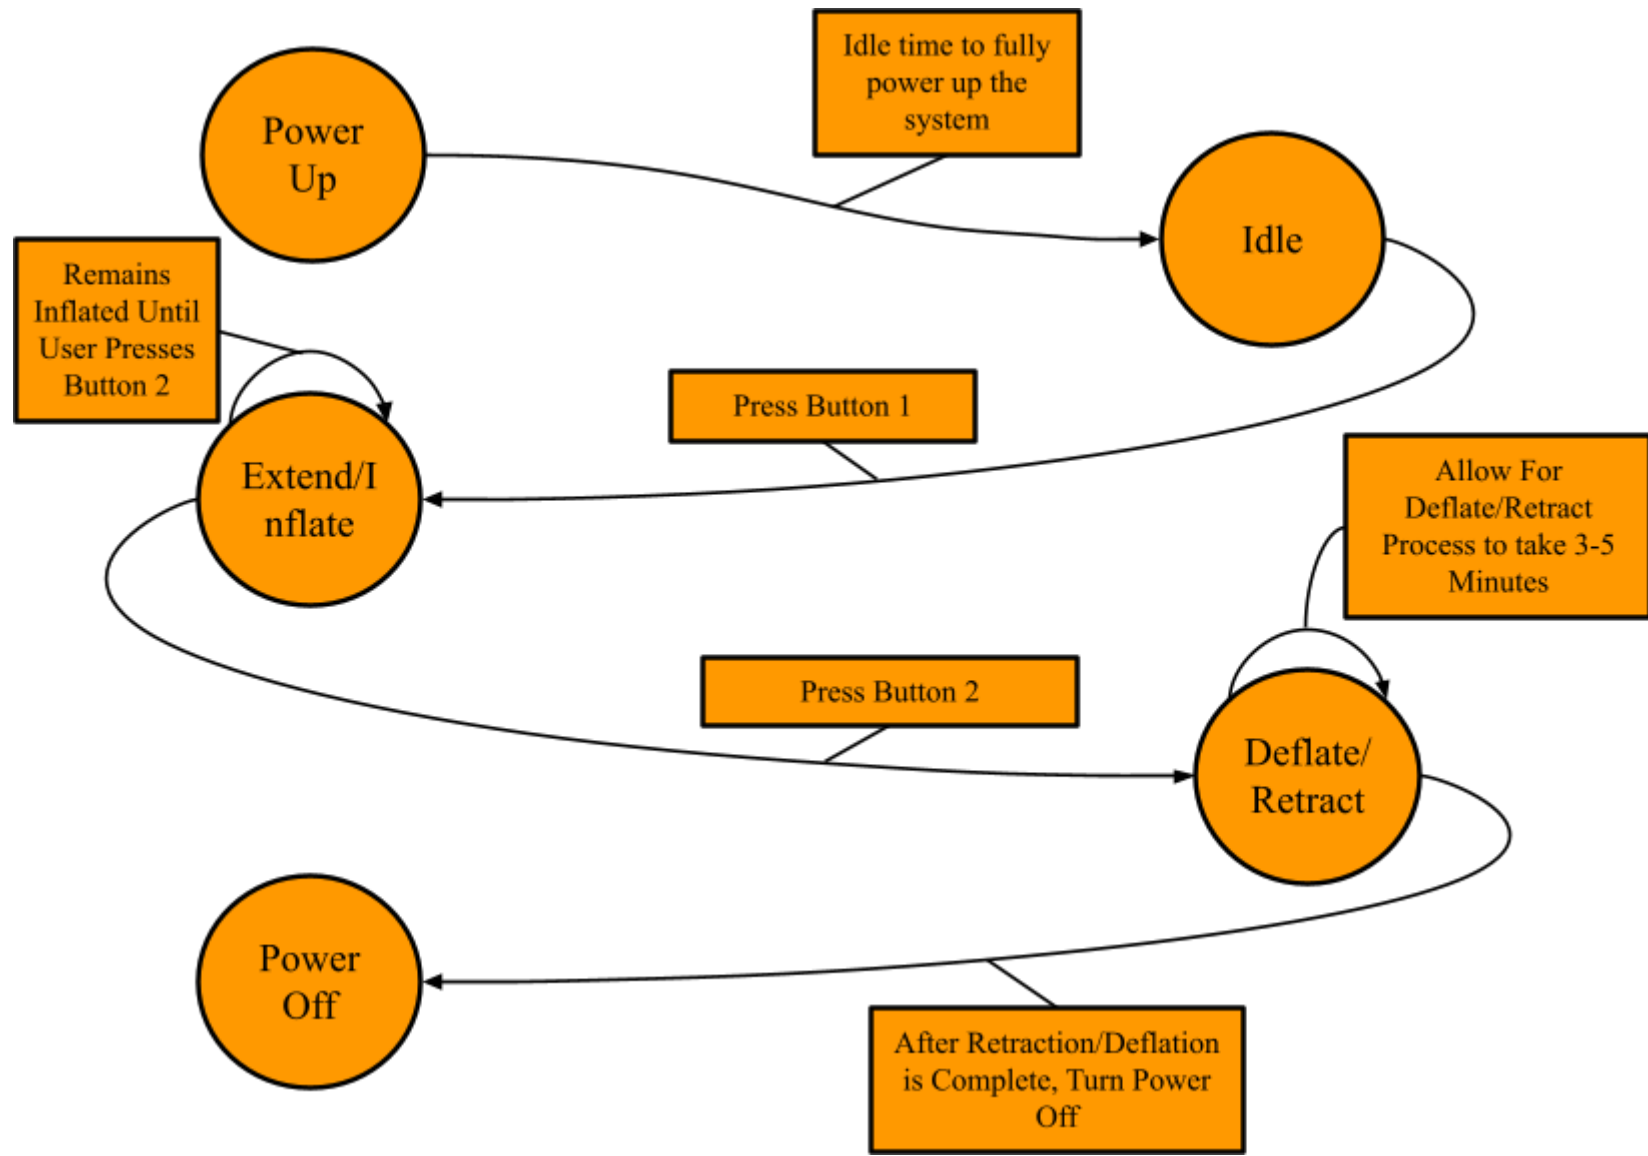 Idle time to fully
power up the
system
Power
Up
Idle
Remains
Inflated Until
User Presses
Button 2
Press Button 1
Extend/I
nflate
Allow For
Deflate/Retract
Process to take 3-5
Minutes
Press Button 2
Deflate/
Retract
Power
Off
After Retraction/Deflation
is Complete, Turn Power
Off